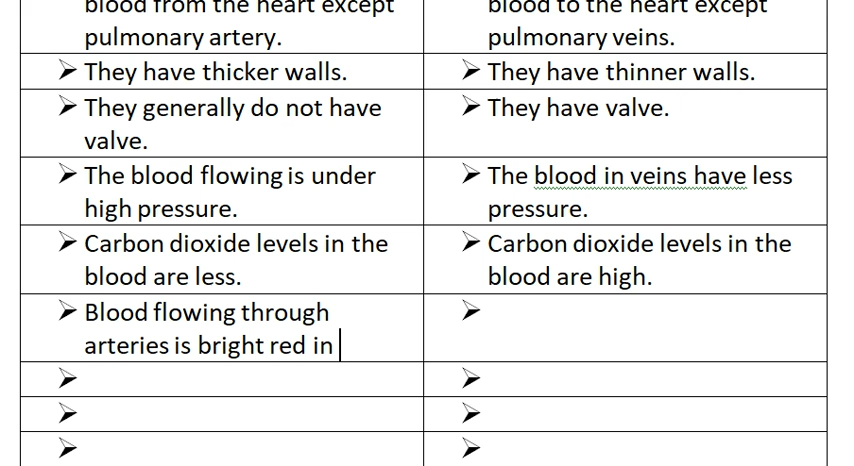 blood from the heart except
pulmonary artery.
blood to the heart except
pulmonary veins.
They have thicker walls.
They have thinner walls.
They generally do not have
valve.
They have valve.
The blood flowing is under
high pressure.
The blood in veins have less
pressure.
Carbon dioxide levels in the
blood are less.
Carbon dioxide levels in the
blood are high.
Blood flowing through
arteries is bright red in